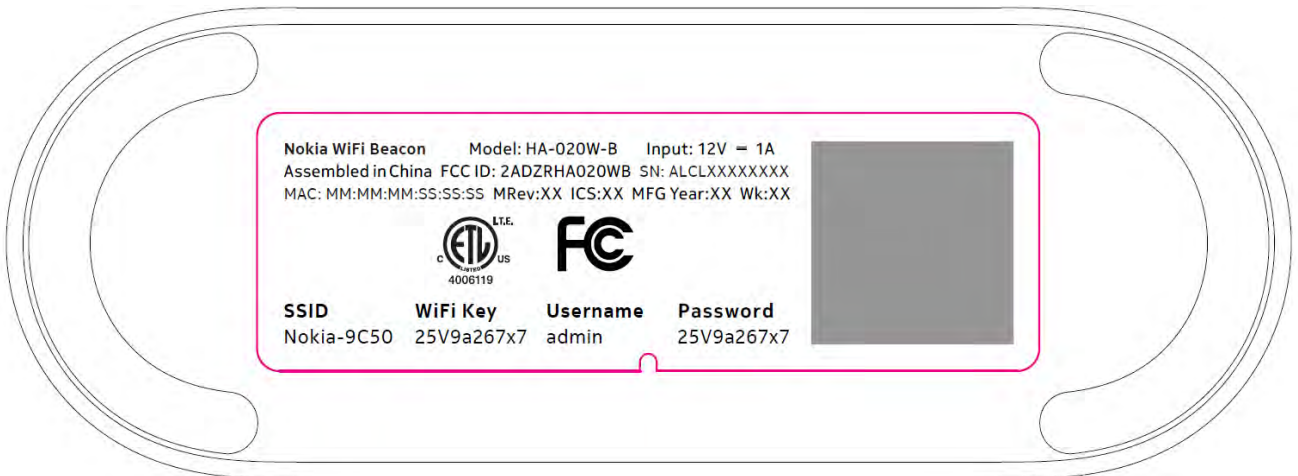 Nokia WiFi Beacon Model: HA-020W-B Input: 12V ⎓ 1A
Assembled in China FCC ID: 2ADZRHA020WB SN: ALCLXXXXXXXX
MAC: MM:MM:MM:SS:SS:SS MRev:XX ICS:XX MFG Year:XX Wk:XX
I.T.E.
ETL
C LISTED US
4006119
FC
SSID WiFi Key Username Password
Nokia-9C50 25V9a267x7 admin 25V9a267x7